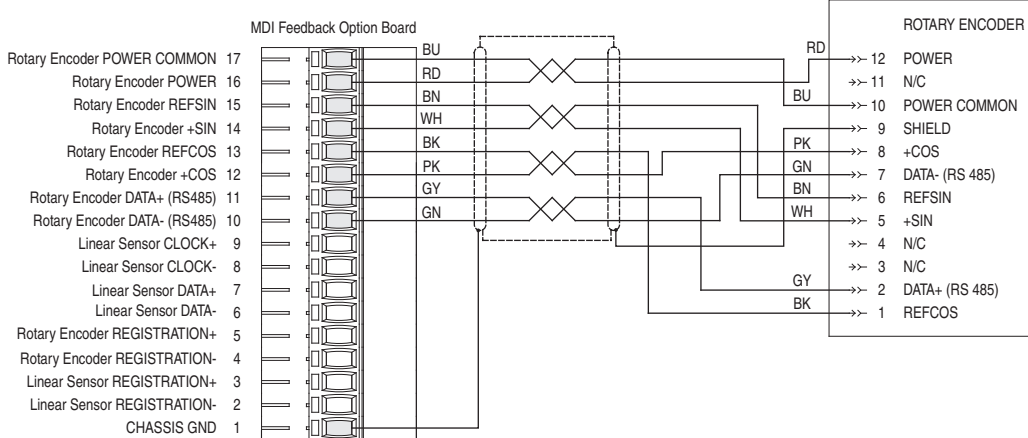 MDI Feedback Option Board
Rotary Encoder POWER COMMON 17
Rotary Encoder POWER 16
Rotary Encoder REFSIN 15
Rotary Encoder +SIN 14
Rotary Encoder REFCOS 13
Rotary Encoder +COS 12
Rotary Encoder DATA+ (RS485) 11
Rotary Encoder DATA- (RS485) 10
Linear Sensor CLOCK+ 9
Linear Sensor CLOCK- 8
Linear Sensor DATA+ 7
Linear Sensor DATA- 6
Rotary Encoder REGISTRATION+ 5
Rotary Encoder REGISTRATION- 4
Linear Sensor REGISTRATION+ 3
Linear Sensor REGISTRATION- 2
CHASSIS GND 1
BU
RD
BN
WH
BK
PK
GY
GN
ROTARY ENCODER
RD 12 POWER
11 N/C
BU 10 POWER COMMON
9 SHIELD
PK 8 +COS
GN 7 DATA- (RS 485)
BN 6 REFSIN
WH 5 +SIN
4 N/C
3 N/C
GY 2 DATA+ (RS 485)
BK 1 REFCOS